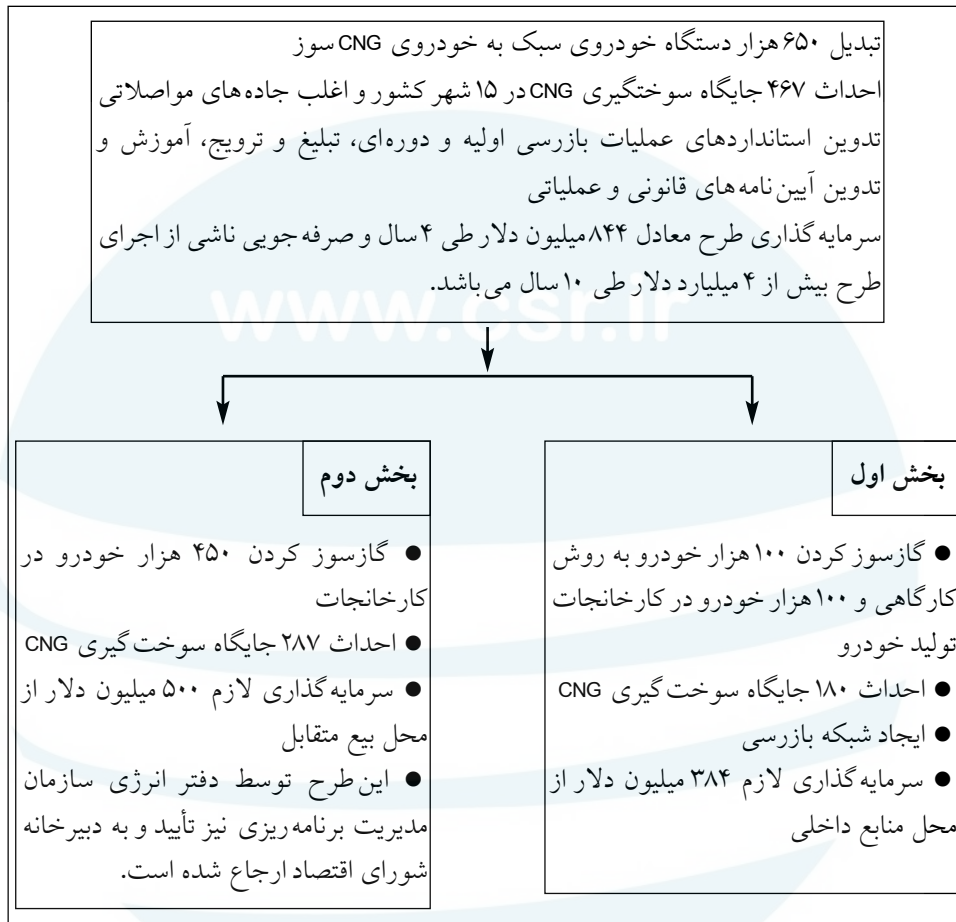 تبدیل ۶۵۰ هزار دستگاه خودروی سبک به خودروی CNG سوز
احداث ۴۶۷ جایگاه سوختگیری CNG در ۱۵ شهر کشور و اغلب جاده‌های مواصلاتی
تدوین استانداردهای عملیات بازرسی اولیه و دوره‌ای، تبلیغ و ترویج، آموزش و
تدوین آیین‌نامه‌های قانونی و عملیاتی
سرمایه‌گذاری طرح معادل ۸۴۴ میلیون دلار طی ۴ سال و صرفه‌جویی ناشی از اجرای
طرح بیش از ۴ میلیارد دلار طی ۱۰ سال می‌باشد.
www.csr.ir
بخش اول
● گازسوز کردن ۱۰۰ هزار خودرو به روش
کارگاهی و ۱۰۰ هزار خودرو در کارخانجات
تولید خودرو
● احداث ۱۸۰ جایگاه سوخت‌گیری CNG
● ایجاد شبکه بازرسی
● سرمایه‌گذاری لازم ۳۸۴ میلیون دلار از
محل منابع داخلی
بخش دوم
● گازسوز کردن ۴۵۰ هزار خودرو در
کارخانجات
● احداث ۲۸۷ جایگاه سوخت‌گیری CNG
● سرمایه‌گذاری لازم ۵۰۰ میلیون دلار از
محل بیع متقابل
● این‌طرح توسط دفتر انرژی سازمان
مدیریت برنامه‌ریزی نیز تأیید و به دبیرخانه
شورای اقتصاد ارجاع شده است.